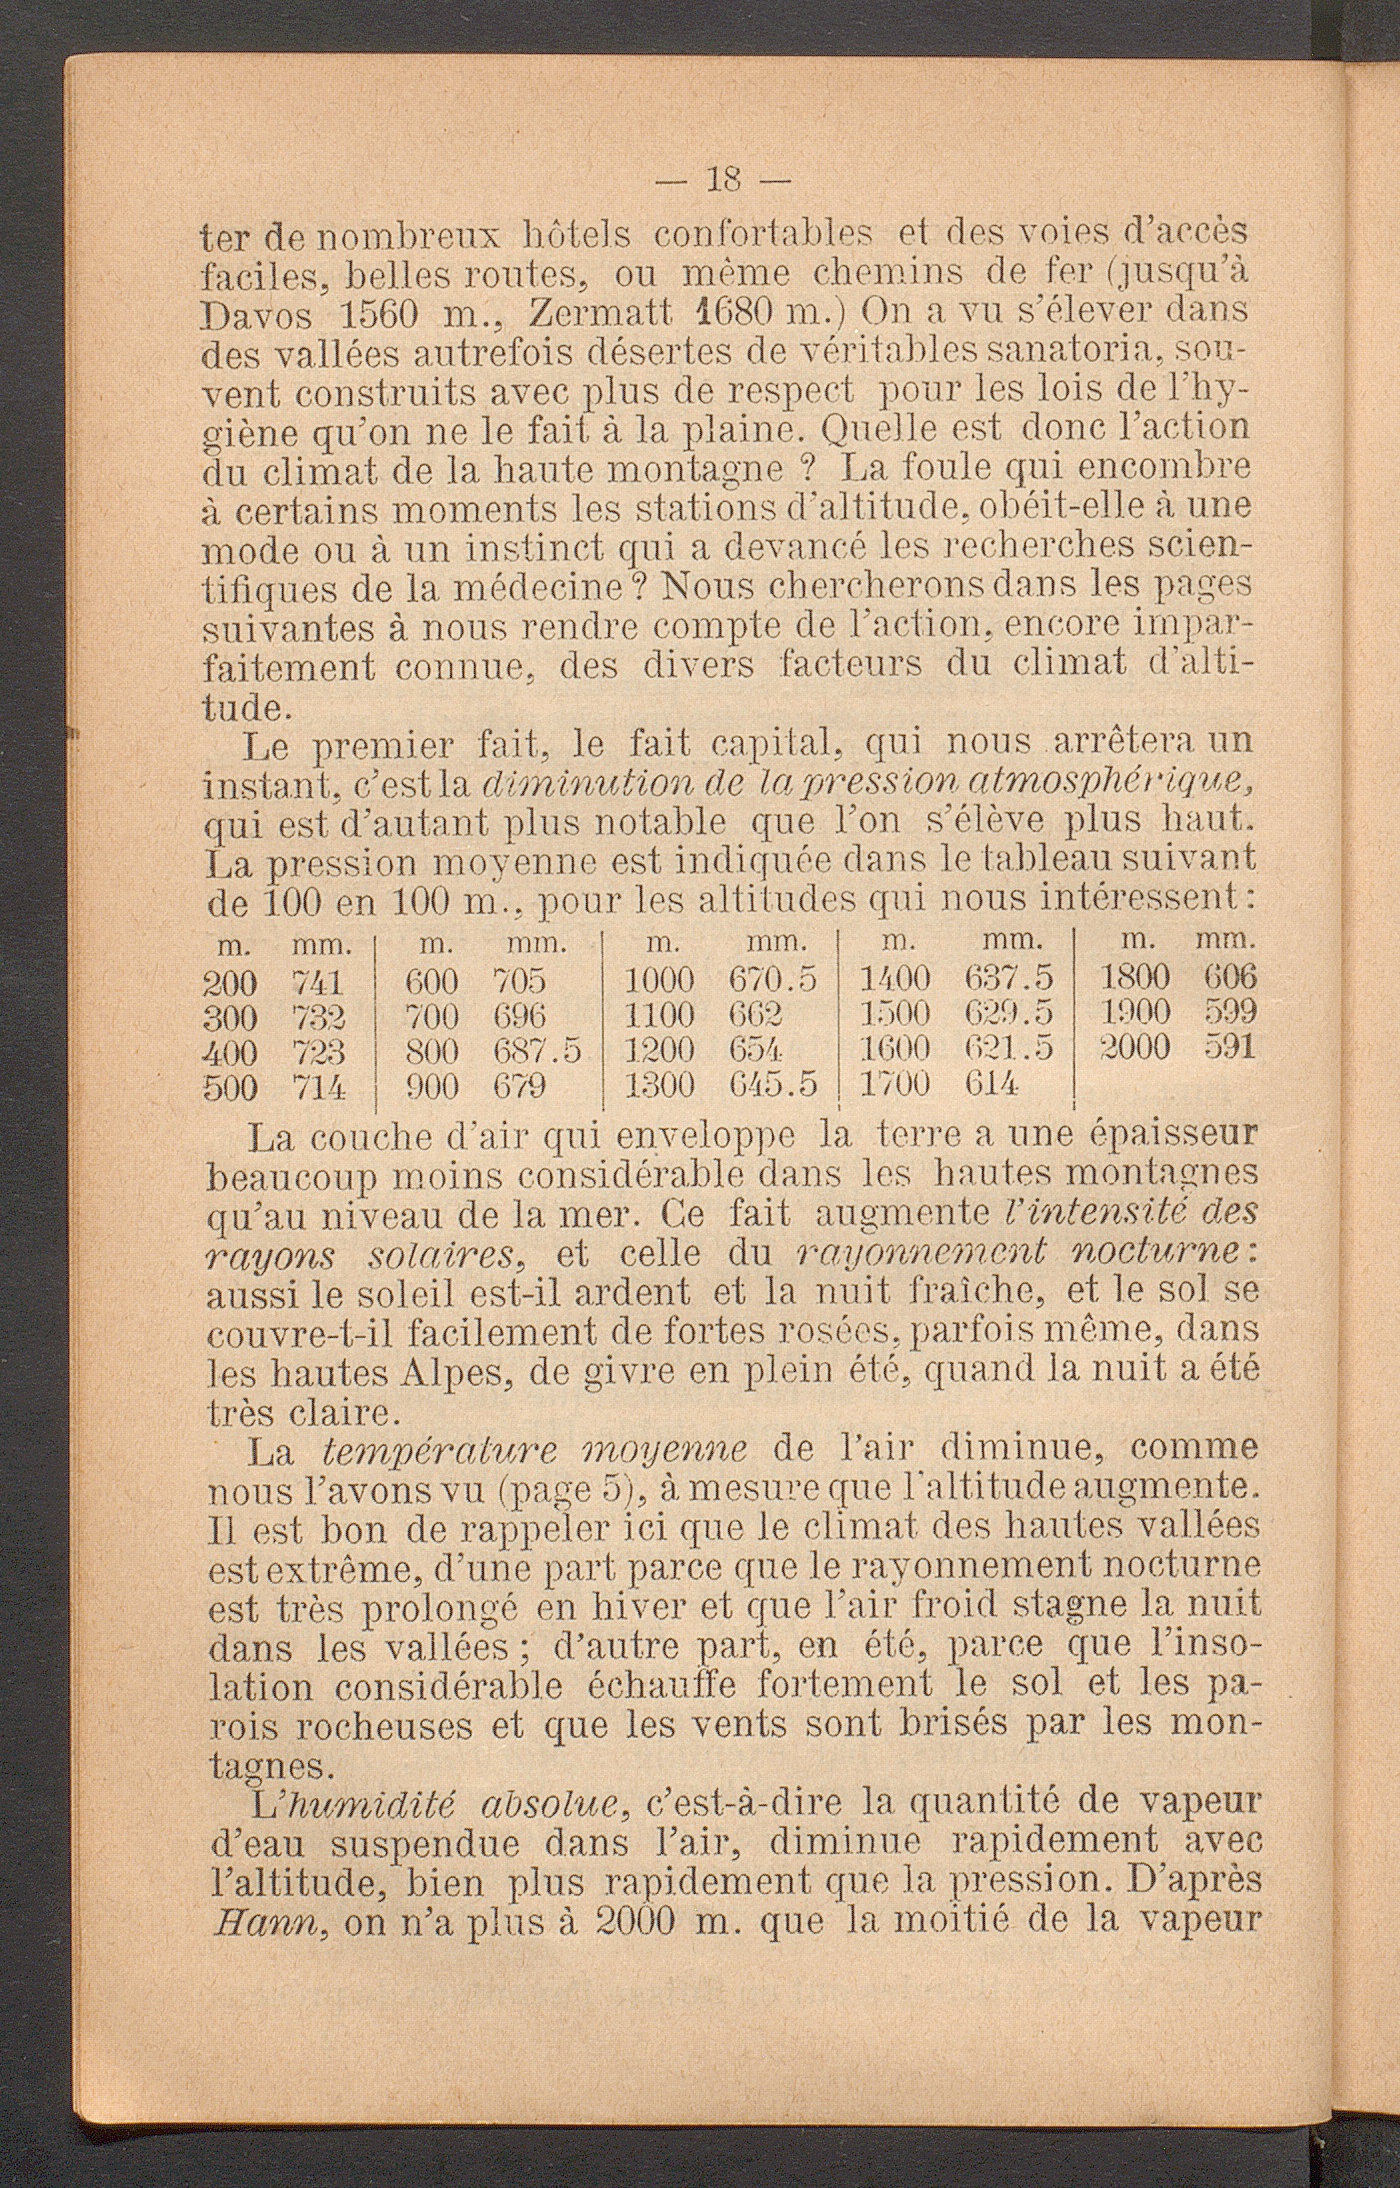 — 18 —
ter de nombreux hôtels confortables et des voies d'accès
faciles, belles routes, ou même chemins de fer (jusqu'à
Davos 1560 m., Zermatt 1680 m.) On a vu s'élever dans
des vallées autrefois désertes de véritables sanatoria, sou-
vent construits avec plus de respect pour les lois de l'hy-
giène qu'on ne le fait à la plaine. Quelle est donc l'action
du climat de la haute montagne ? La foule qui encombre
à certains moments les stations d'altitude, obéit-elle à une
mode ou à un instinct qui a devancé les recherches scien-
tifiques de la médecine ? Nous chercherons dans les pages
suivantes à nous rendre compte de l'action, encore impar-
faitement connue, des divers facteurs du climat d'alti-
tude.
Le premier fait, le fait capital, qui nous arrêtera un
instant, c'est la diminution de la pression atmosphérique,
qui est d'autant plus notable que l'on s'élève plus haut.
La pression moyenne est indiquée dans le tableau suivant
de 100 en 100 m., pour les altitudes qui nous intéressent :
m. mm. m. mm. m. mm. m. mm. m. mm.
200 741 600 705 1000 670.5 1400 637.5 1800 606
300 732 700 696 1100 662 1500 629.5 1900 599
400 723 800 687.5 1200 654 1600 621.5 2000 591
500 714 900 679 1300 645.5 1700 614
La couche d'air qui enveloppe la terre a une épaisseur
beaucoup moins considérable dans les hautes montagnes
qu'au niveau de la mer. Ce fait augmente l'intensité des
rayons solaires, et celle du rayonnement nocturne :
aussi le soleil est-il ardent et la nuit fraîche, et le sol se
couvre-t-il facilement de fortes rosées, parfois même, dans
les hautes Alpes, de givre en plein été, quand la nuit a été
très claire.
La température moyenne de l'air diminue, comme
nous l'avons vu (page 5), à mesure que l'altitude augmente.
Il est bon de rappeler ici que le climat des hautes vallées
est extrême, d'une part parce que le rayonnement nocturne
est très prolongé en hiver et que l'air froid stagne la nuit
dans les vallées ; d'autre part, en été, parce que l'inso-
lation considérable échauffe fortement le sol et les pa-
rois rocheuses et que les vents sont brisés par les mon-
tagnes.
L'humidité absolue, c'est-à-dire la quantité de vapeur
d'eau suspendue dans l'air, diminue rapidement avec
l'altitude, bien plus rapidement que la pression. D'après
Hann, on n'a plus à 2000 m. que la moitié de la vapeur